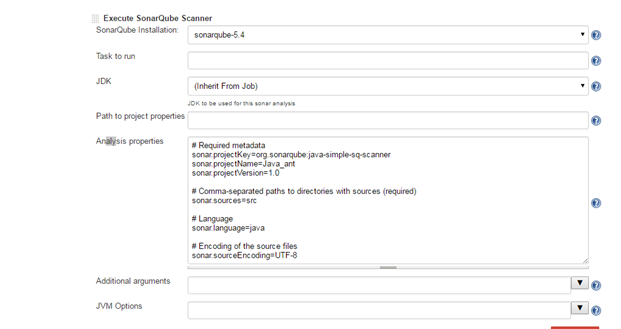 Execute SonarQube Scanner
SonarQube Installation:
sonarqube-5.4
Task to run
JDK
(Inherit From Job)
JDK to be used for this sonar analysis
Path to project properties
Analysis properties
# Required metadata
sonar.projectKey=org.sonarqube:java-simple-sq-scanner
sonar.projectName=Java_ant
sonar.projectVersion=1.0
# Comma-separated paths to directories with sources (required)
sonar.sources=src
# Language
sonar.language=java
# Encoding of the source files
sonar.sourceEncoding=UTF-8
Additional arguments
JVM Options